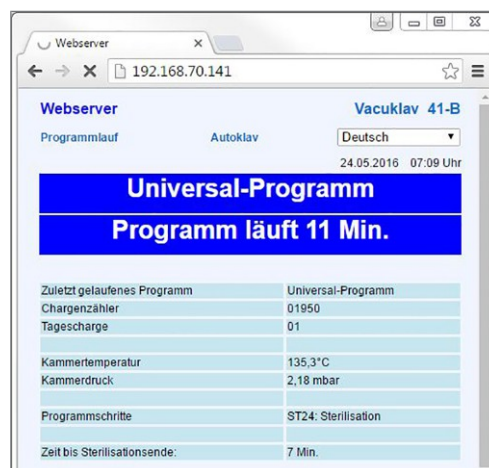 Webserver
192.168.70.141
Webserver Vacuklav 41-B
Programmlauf Autoklav Deutsch
24.05.2016 07:09 Uhr
Universal-Programm
Programm läuft 11 Min.
Zuletzt gelaufenes Programm Universal-Programm
Chargenzähler 01950
Tagescharge 01
Kammertemperatur 135,3°C
Kammerdruck 2,18 mbar
Programmschritte ST24: Sterilisation
Zeit bis Sterilisationsende: 7 Min.